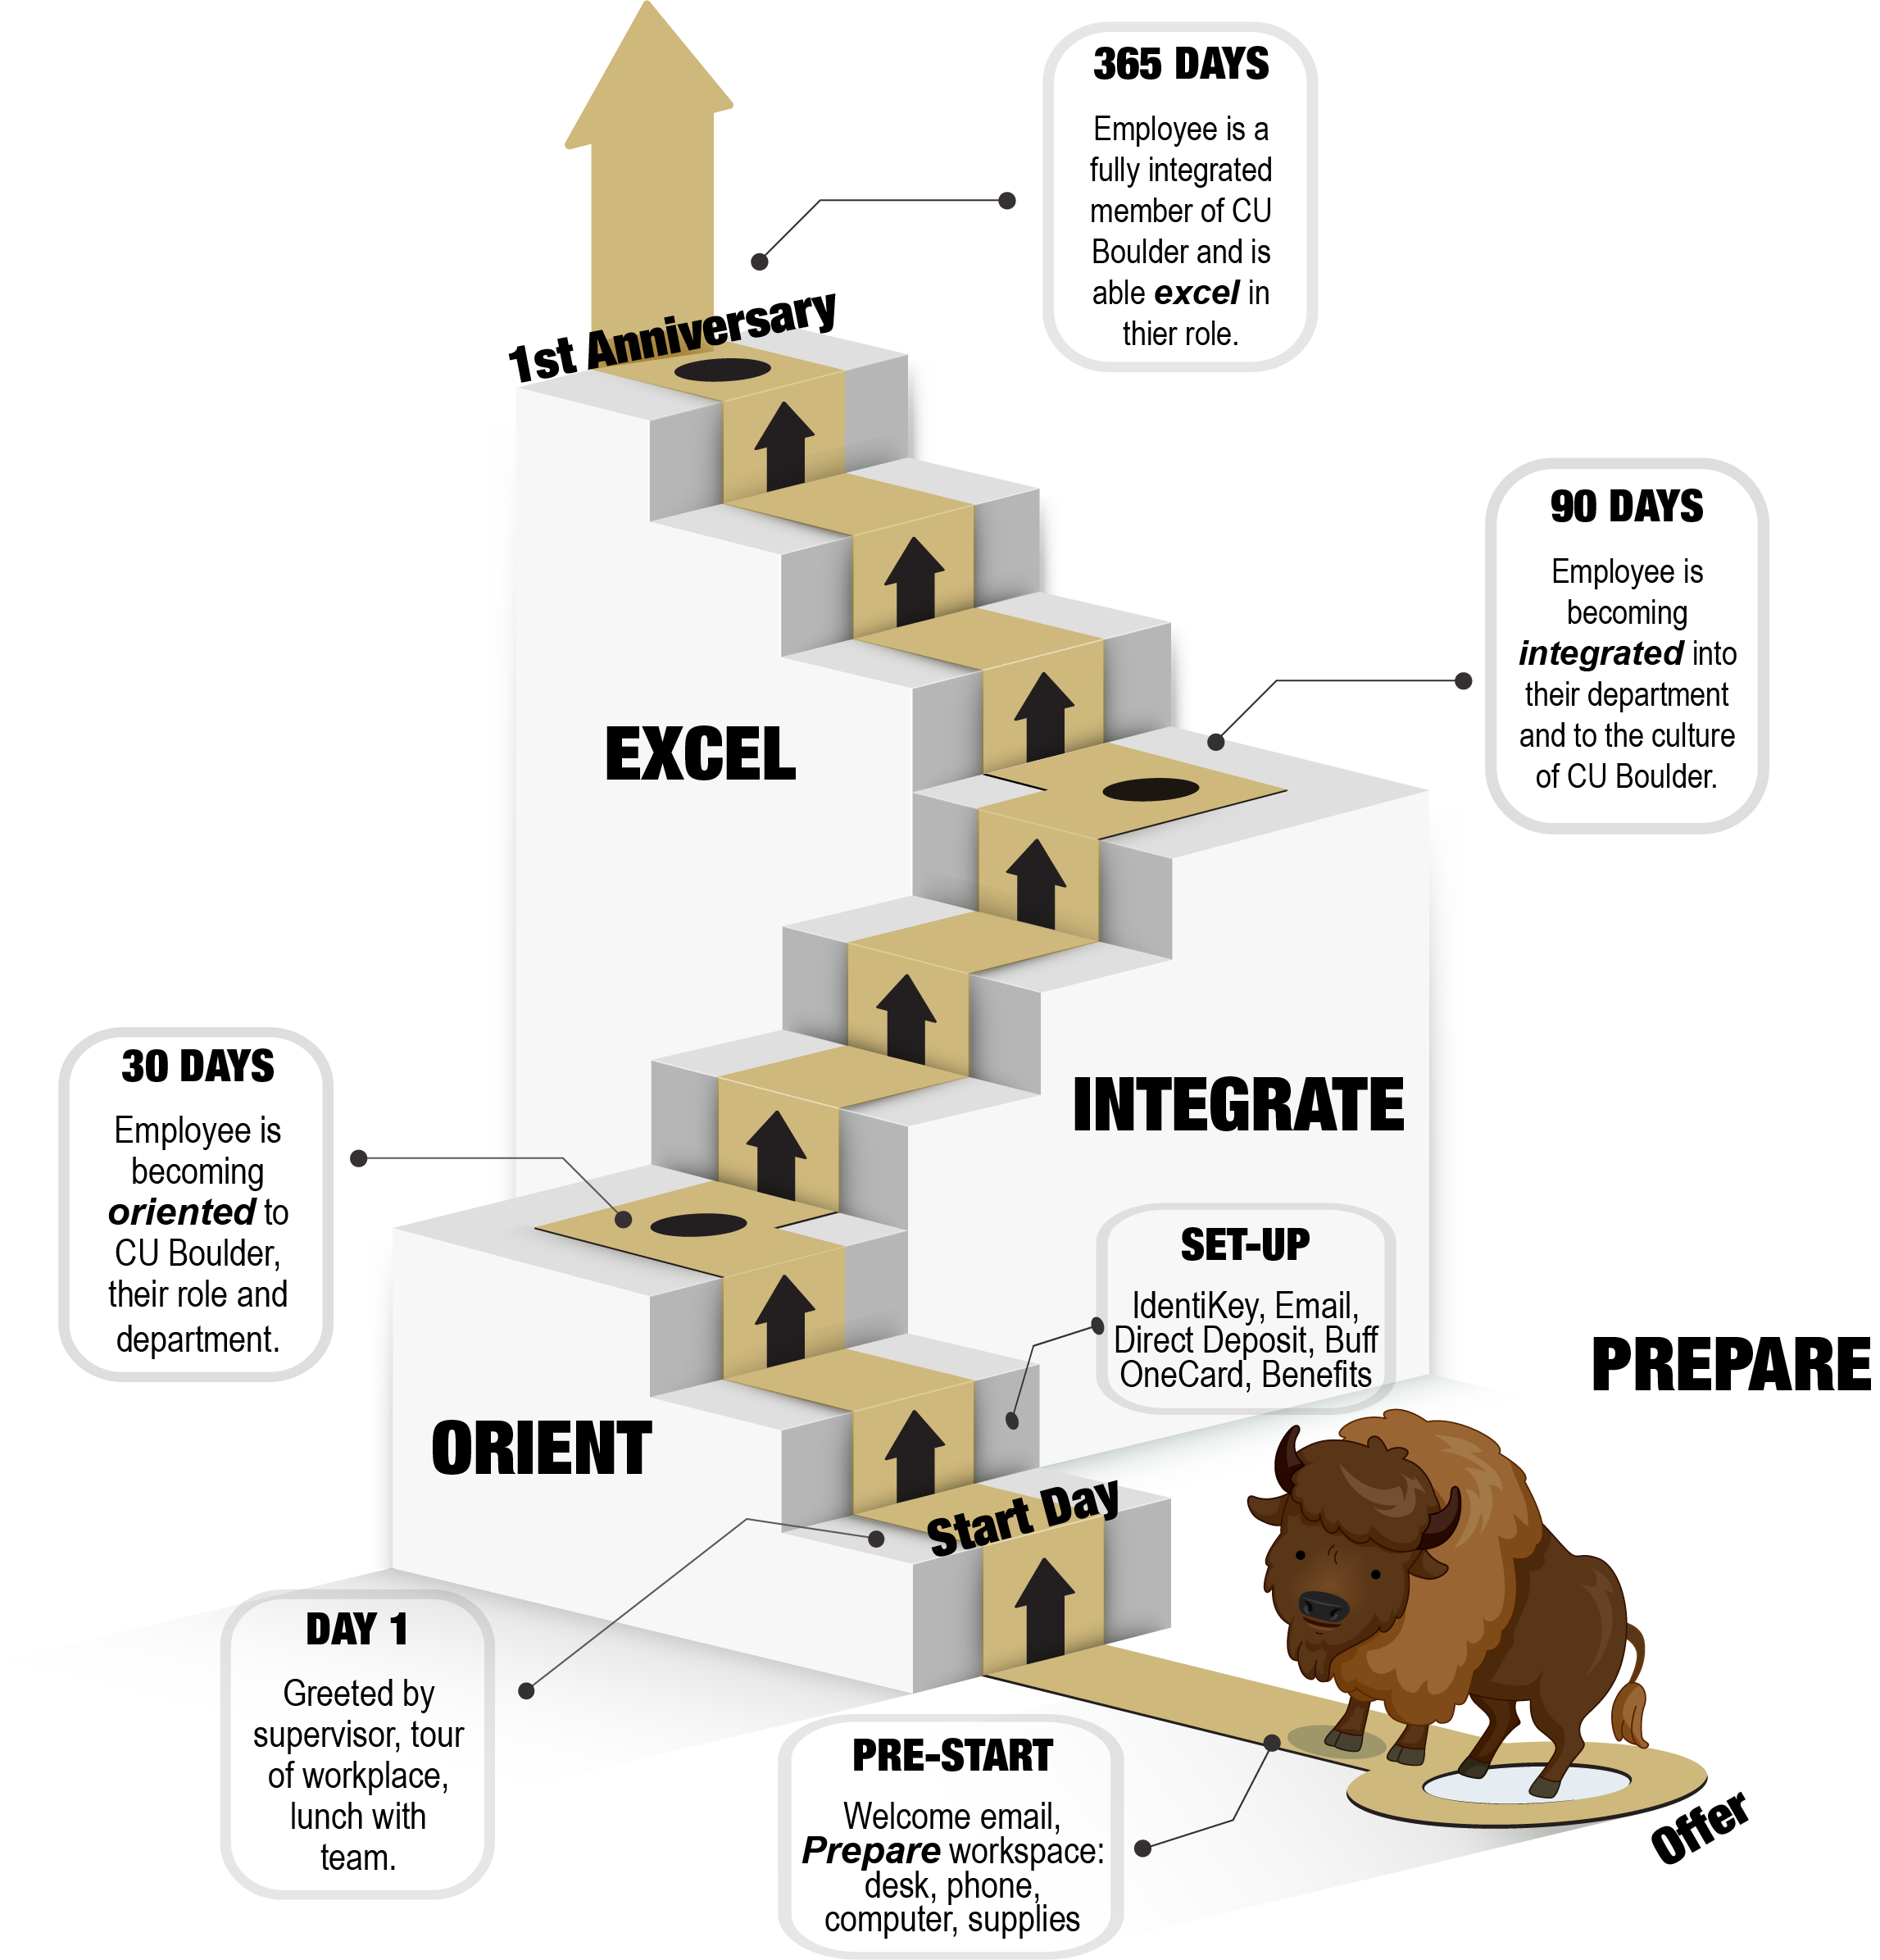 365 DAYS
Employee is a
fully integrated
member of CU
Boulder and is
able excel in
thier role.
1st Anniversary
90 DAYS
Employee is
becoming
integrated into
their department
and to the culture
of CU Boulder.
EXCEL
30 DAYS
Employee is
becoming
oriented to
CU Boulder,
their role and
department.
INTEGRATE
SET-UP
IdentiKey, Email,
Direct Deposit, Buff
OneCard, Benefits
PREPARE
ORIENT
Start Day
DAY 1
Greeted by
supervisor, tour
of workplace,
lunch with
team.
PRE-START
Welcome email,
Prepare workspace:
desk, phone,
computer, supplies
Offer